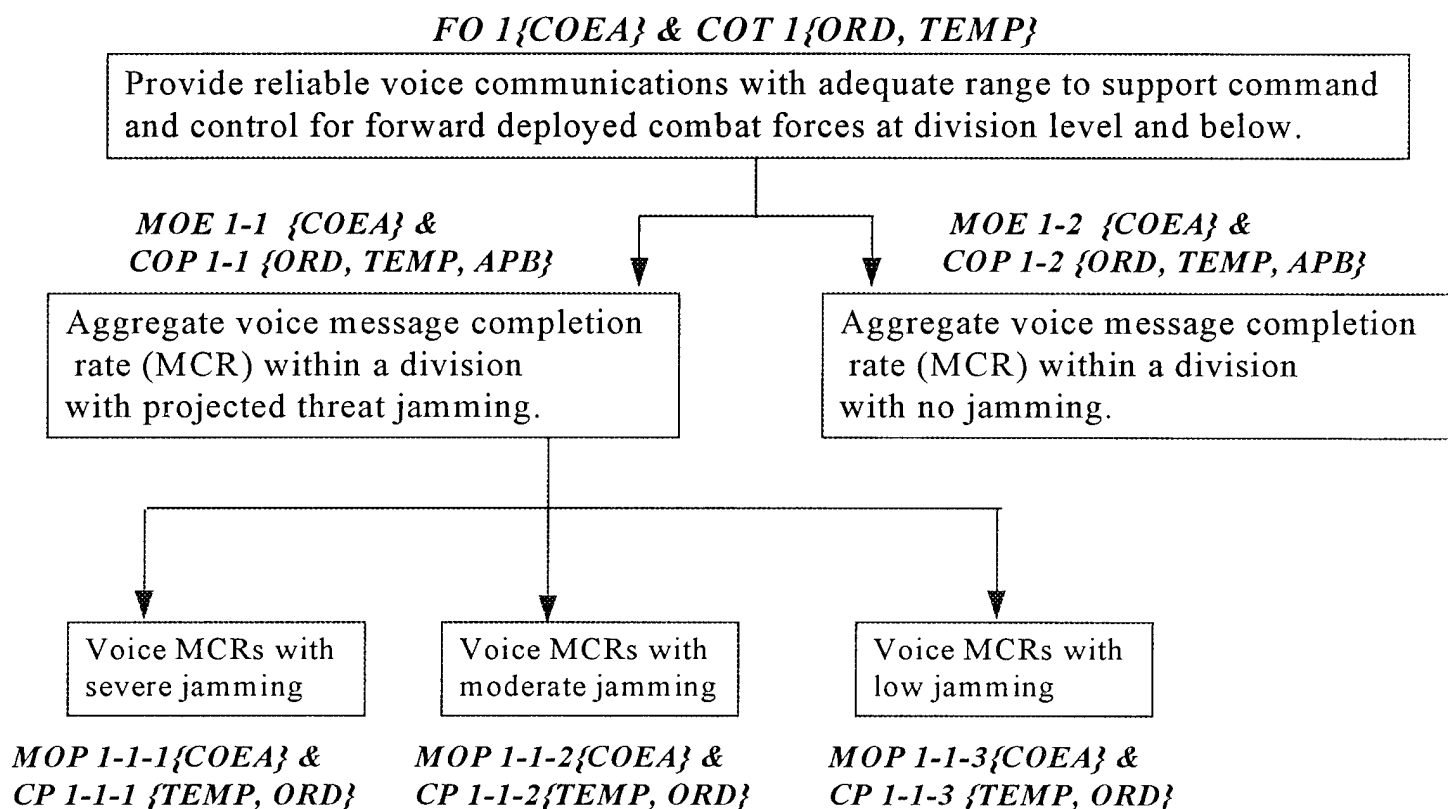 FO 1{COEA} & COT 1{ORD, TEMP}
Provide reliable voice communications with adequate range to support command
and control for forward deployed combat forces at division level and below.
MOE 1-1 {COEA} &
COP 1-1 {ORD, TEMP, APB}
MOE 1-2 {COEA} &
COP 1-2 {ORD, TEMP, APB}
Aggregate voice message completion
rate (MCR) within a division
with projected threat jamming.
Aggregate voice message completion
rate (MCR) within a division
with no jamming.
Voice MCRs with
severe jamming
Voice MCRs with
moderate jamming
Voice MCRs with
low jamming
MOP 1-1-1{COEA} &
CP 1-1-1 {TEMP, ORD}
MOP 1-1-2{COEA} &
CP 1-1-2{TEMP, ORD}
MOP 1-1-3{COEA} &
CP 1-1-3 {TEMP, ORD}